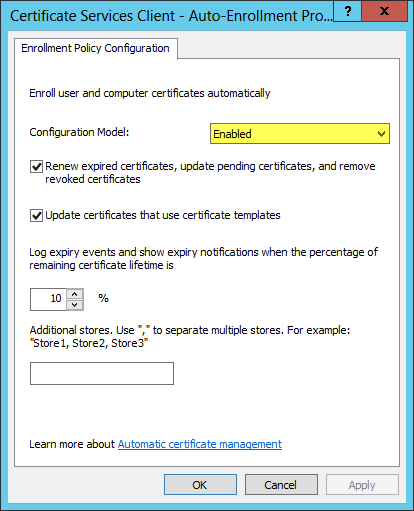 Certificate Services Client - Auto-Enrollment Pro... ? x
Enrollment Policy Configuration
Enroll user and computer certificates automatically
Configuration Model: Enabled
Renew expired certificates, update pending certificates, and remove
revoked certificates
Update certificates that use certificate templates
Log expiry events and show expiry notifications when the percentage of
remaining certificate lifetime is
10 %
Additional stores. Use "," to separate multiple stores. For example:
"Store1, Store2, Store3"
Learn more about Automatic certificate management
OK Cancel Apply